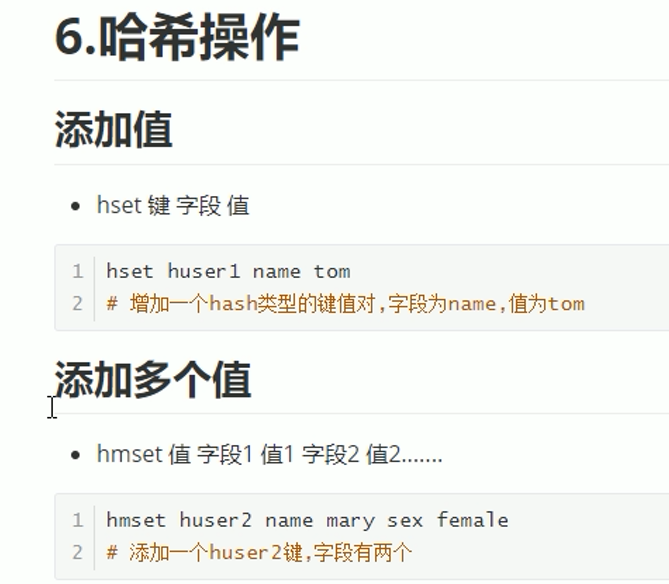 6.哈希操作
添加值
• hset 键 字段 值
1 hset huser1 name tom
2 # 增加一个hash类型的键值对,字段为name,值为tom
添加多个值
• hmset 值 字段1 值1 字段2 值2.......
1 hmset huser2 name mary sex female
2 # 添加一个huser2键,字段有两个